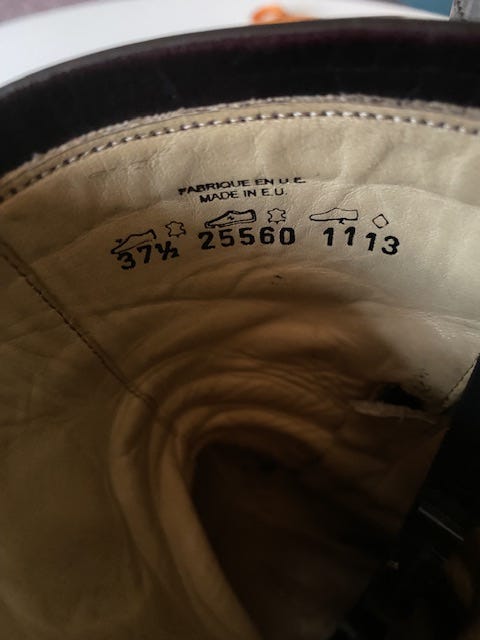 FABRIQUE EN U.E.
MADE IN E.U.
37½ 25560 1113